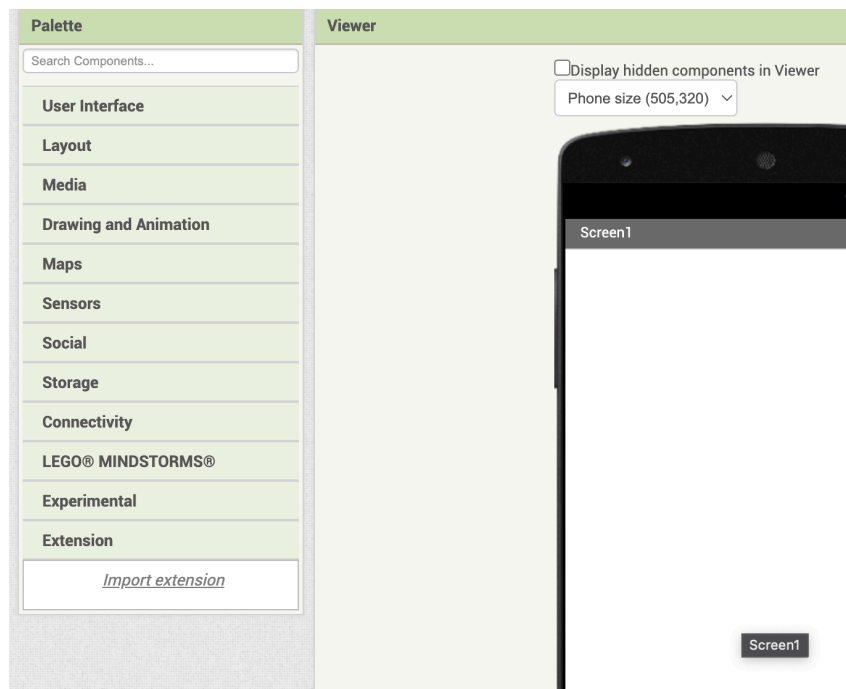 Palette
Search Components...
User Interface
Layout
Media
Drawing and Animation
Maps
Sensors
Social
Storage
Connectivity
LEGO® MINDSTORMS®
Experimental
Extension
Import extension
Viewer
Display hidden components in Viewer
Phone size (505,320)
Screen1
Screen1